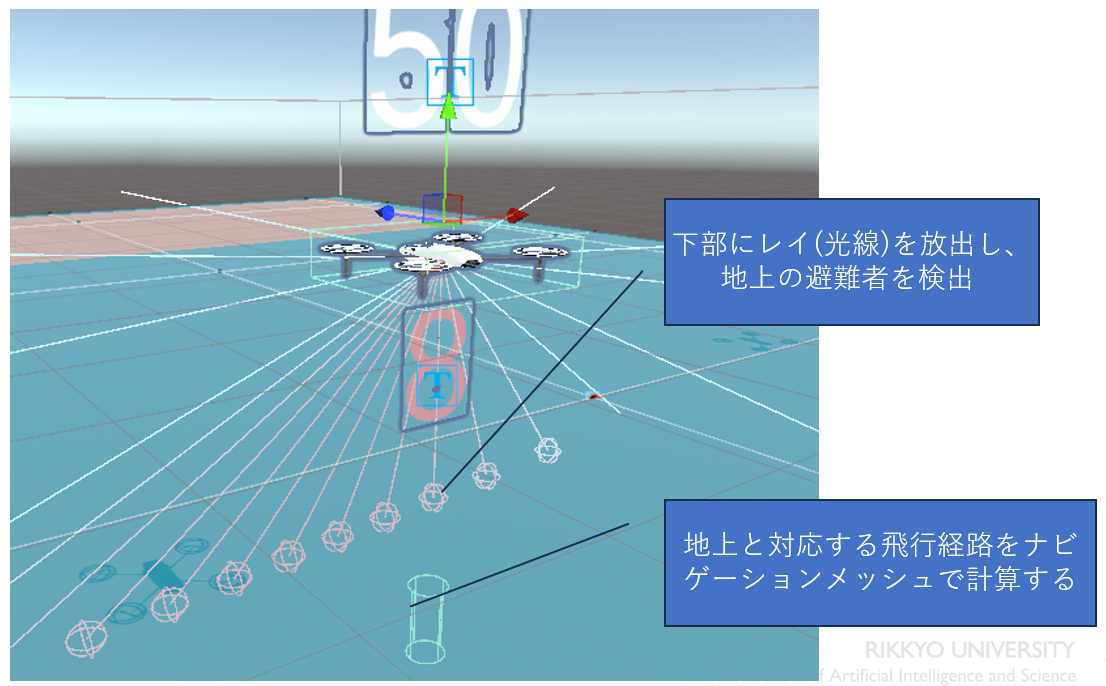 50
T
8
T
下部にレイ(光線)を放出し、
地上の避難者を検出
地上と対応する飛行経路をナビ
ゲーションメッシュで計算する
RIKKYO UNIVERSITY
of Artificial Intelligence and Science